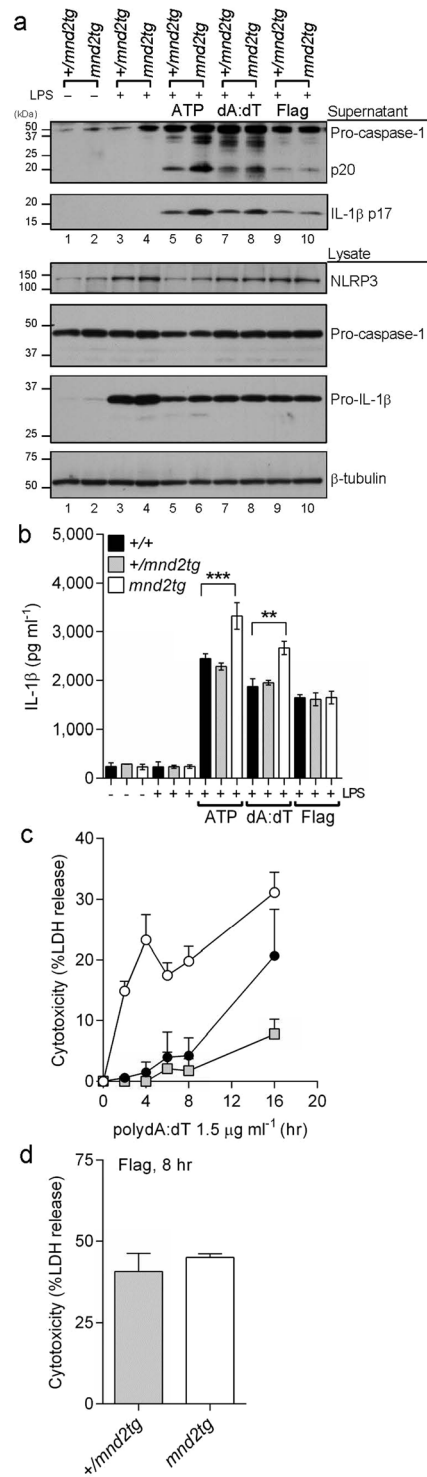 a
+/mnd2tg mnd2tg +/mnd2tg mnd2tg +/mnd2tg mnd2tg +/mnd2tg mnd2tg +/mnd2tg mnd2tg
LPS – – + + + + + + + +
(kDa) ATP dA:dT Flag Supernatant
50 Pro-caspase-1
37
25
20 p20
20 IL-1β p17
15
1 2 3 4 5 6 7 8 9 10
Lysate
150 NLRP3
100
50 Pro-caspase-1
37
37 Pro-IL-1β
25
75
50 β-tubulin
1 2 3 4 5 6 7 8 9 10
b
+/+
+/mnd2tg
mnd2tg
IL-1β (pg ml⁻¹)
5,000
4,000
3,000
2,000
1,000
0
*** **
- - - + + + + + + + + + + + + LPS
ATP dA:dT Flag
c
Cytotoxicity (%LDH release)
40
30
20
10
0
0 4 8 12 16 20
polydA:dT 1.5 μg ml⁻¹ (hr)
d
Flag, 8 hr
Cytotoxicity (%LDH release)
75
50
25
0
+/mnd2tg mnd2tg